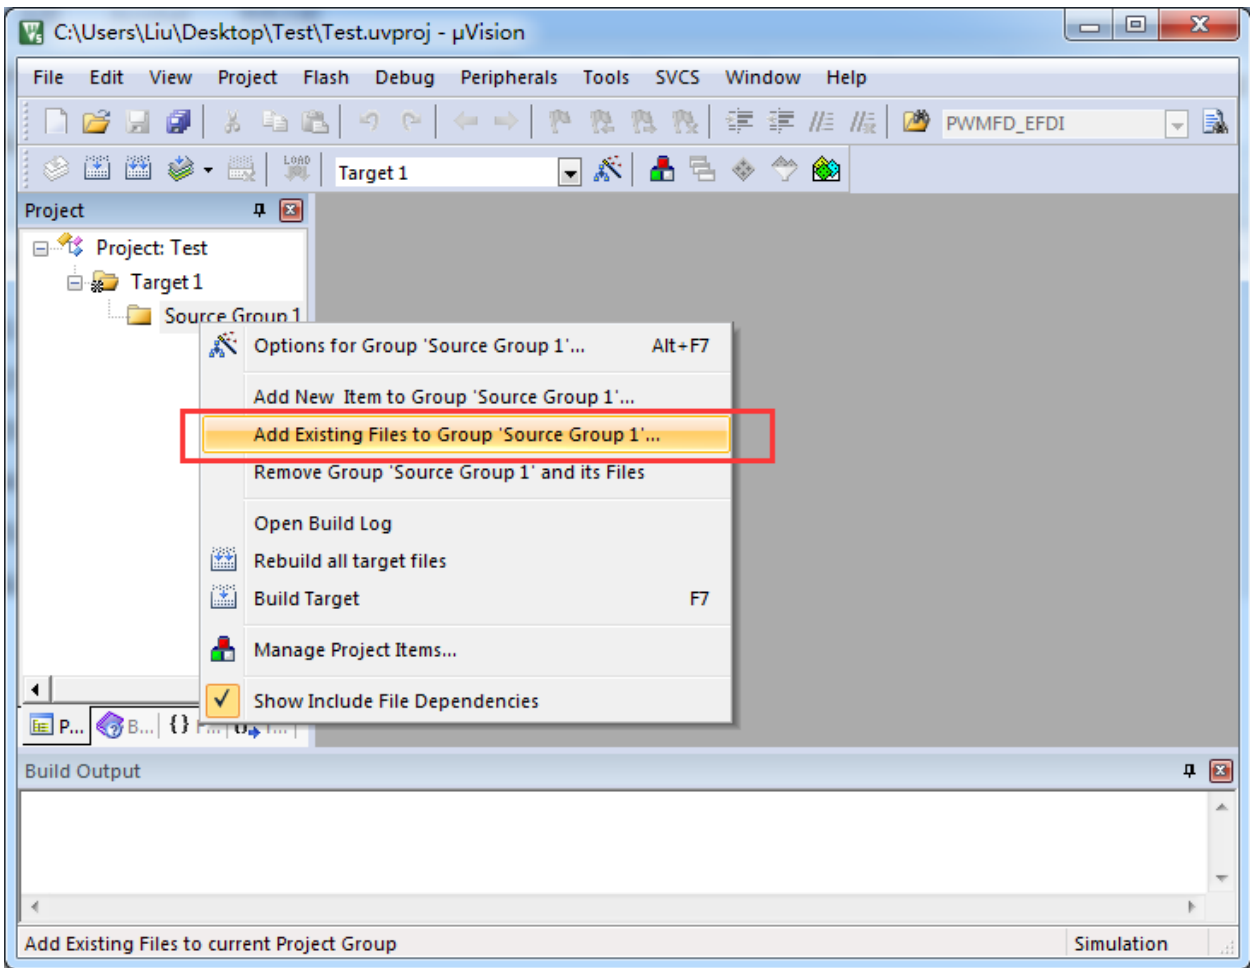 C:\Users\Liu\Desktop\Test\Test.uvproj - µVision
File Edit View Project Flash Debug Peripherals Tools SVCS Window Help
PWMFD_EFDI
LOAD Target 1
Project
Project: Test
Target 1
Source Group 1
Options for Group 'Source Group 1'... Alt+F7
Add New Item to Group 'Source Group 1'...
Add Existing Files to Group 'Source Group 1'...
Remove Group 'Source Group 1' and its Files
Open Build Log
Rebuild all target files
Build Target F7
Manage Project Items...
Show Include File Dependencies
P... B... {}
Build Output
Add Existing Files to current Project Group Simulation